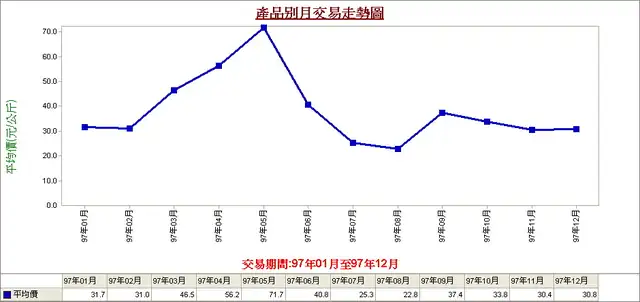 產品別月交易走勢圖
平均價(元/公斤)
70.0
60.0
50.0
40.0
30.0
20.0
10.0
0.0
97年01月 97年02月 97年03月 97年04月 97年05月 97年06月 97年07月 97年08月 97年09月 97年10月 97年11月 97年12月
交易期間:97年01月至97年12月
97年01月 97年02月 97年03月 97年04月 97年05月 97年06月 97年07月 97年08月 97年09月 97年10月 97年11月 97年12月
平均價 31.7 31.0 46.5 56.2 71.7 40.8 25.3 22.8 37.4 33.8 30.4 30.8